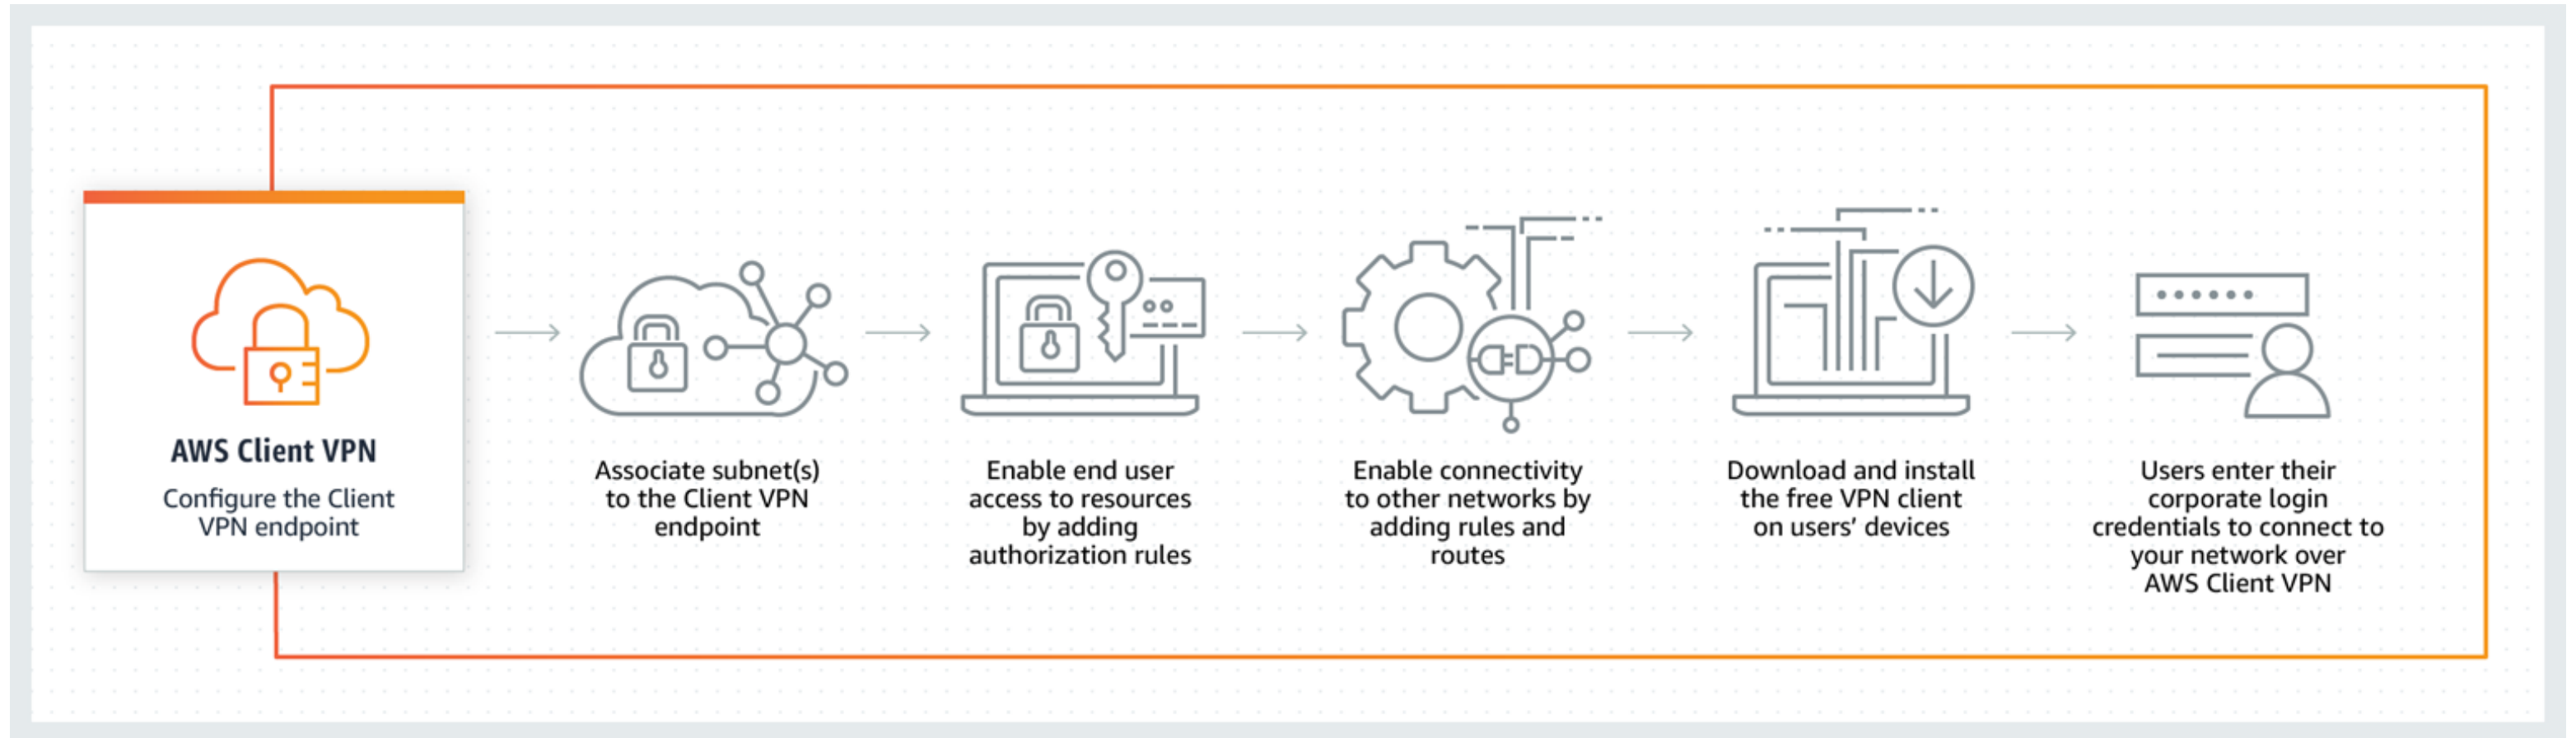 AWS Client VPN
Configure the Client
VPN endpoint
Associate subnet(s)
to the Client VPN
endpoint
Enable end user
access to resources
by adding
authorization rules
Enable connectivity
to other networks by
adding rules and
routes
Download and install
the free VPN client
on users’ devices
Users enter their
corporate login
credentials to connect to
your network over
AWS Client VPN